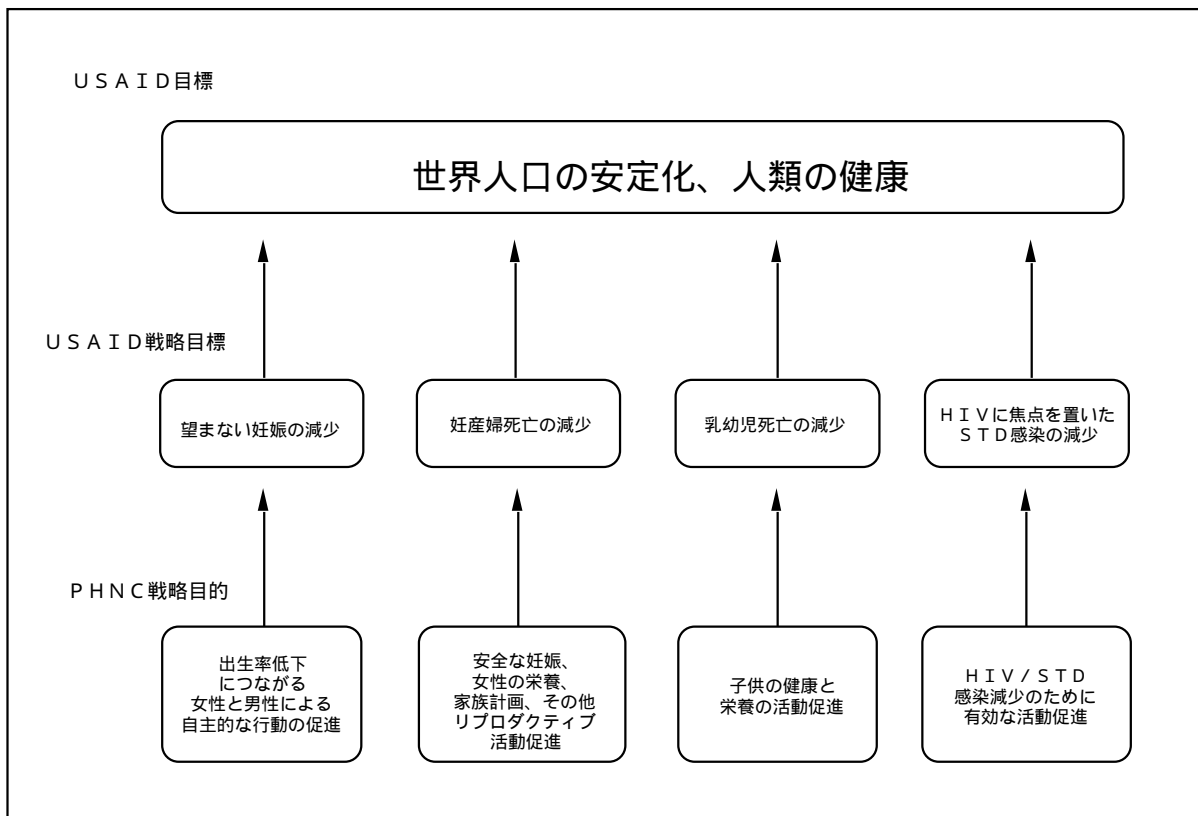 ＵＳＡＩＤ目標
世界人口の安定化、人類の健康
ＵＳＡＩＤ戦略目標
望まない妊娠の減少
妊産婦死亡の減少
乳幼児死亡の減少
ＨＩＶに焦点を置いた
ＳＴＤ感染の減少
ＰＨＮＣ戦略目的
出生率低下
につながる
女性と男性による
自主的な行動の促進
安全な妊娠、
女性の栄養、
家族計画、その他
リプロダクティブ
活動促進
子供の健康と
栄養の活動促進
ＨＩＶ/ＳＴＤ
感染減少のために
有効な活動促進